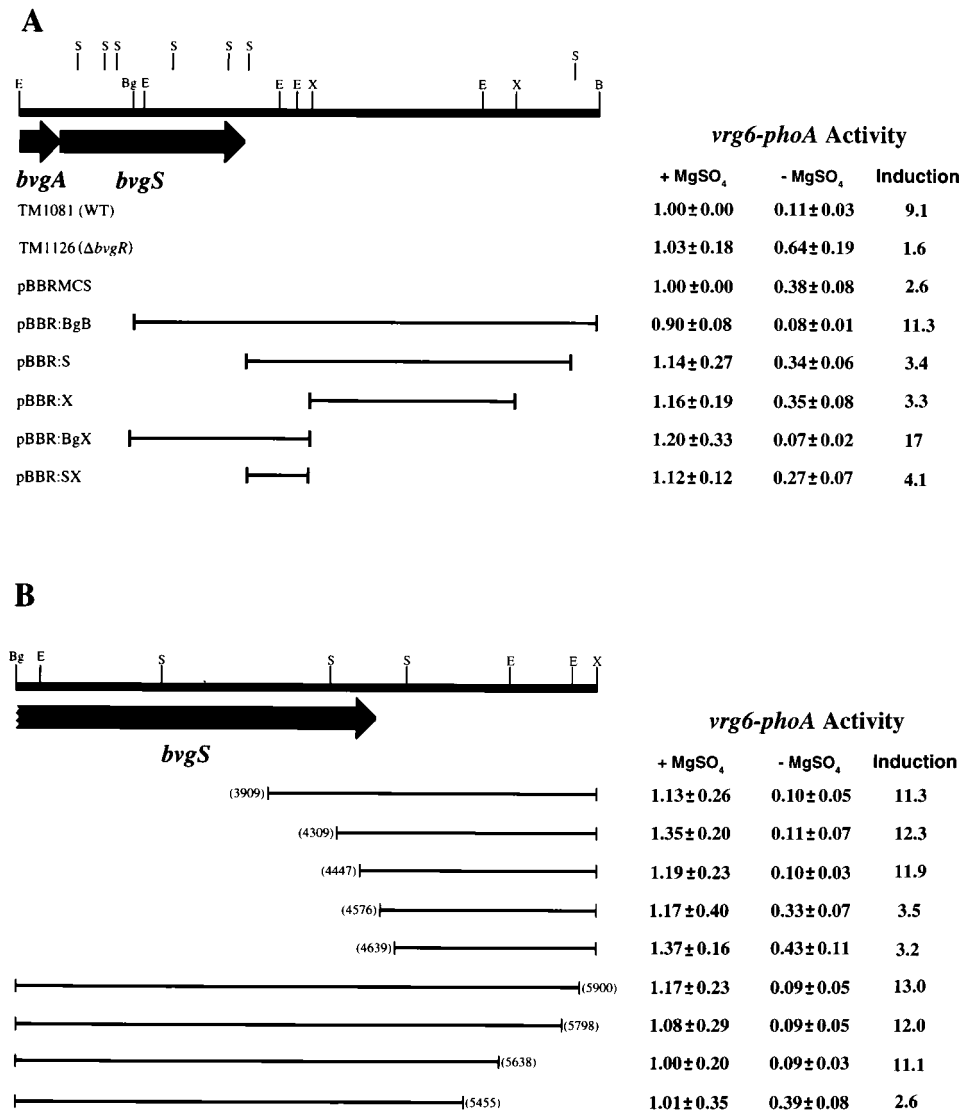 A
S S S S S S S
E Bg E E E X E X B
bvgA bvgS
vrg6-phoA Activity
+ MgSO₄ - MgSO₄ Induction
TM1081 (WT) 1.00±0.00 0.11±0.03 9.1
TM1126 (ΔbvgR) 1.03±0.18 0.64±0.19 1.6
pBBRMCS 1.00±0.00 0.38±0.08 2.6
pBBR:BgB 0.90±0.08 0.08±0.01 11.3
pBBR:S 1.14±0.27 0.34±0.06 3.4
pBBR:X 1.16±0.19 0.35±0.08 3.3
pBBR:BgX 1.20±0.33 0.07±0.02 17
pBBR:SX 1.12±0.12 0.27±0.07 4.1
B
Bg E S S S E E X
bvgS
vrg6-phoA Activity
+ MgSO₄ - MgSO₄ Induction
(3909) 1.13±0.26 0.10±0.05 11.3
(4309) 1.35±0.20 0.11±0.07 12.3
(4447) 1.19±0.23 0.10±0.03 11.9
(4576) 1.17±0.40 0.33±0.07 3.5
(4639) 1.37±0.16 0.43±0.11 3.2
(5900) 1.17±0.23 0.09±0.05 13.0
(5798) 1.08±0.29 0.09±0.05 12.0
(5638) 1.00±0.20 0.09±0.03 11.1
(5455) 1.01±0.35 0.39±0.08 2.6